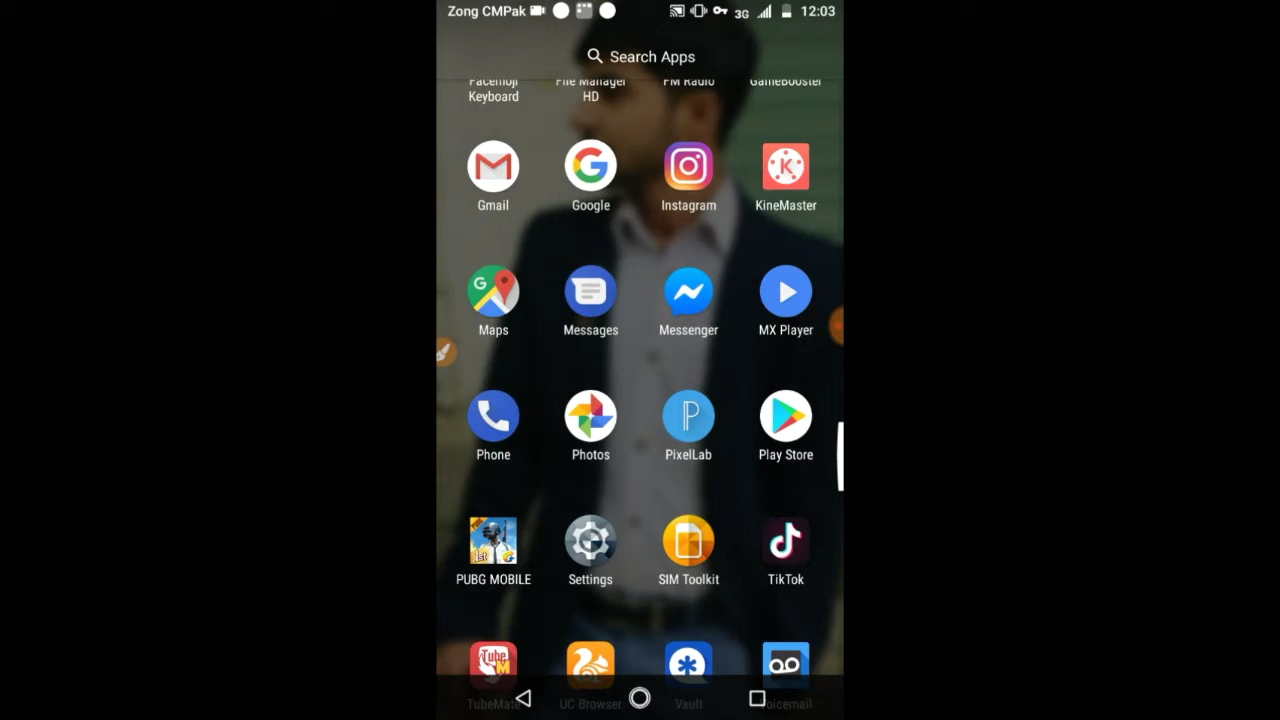 Zong CMPak 3G 12:03
Search Apps
Facemoji Keyboard
File Manager HD
FM Radio
GameBooster
Gmail Google Instagram KineMaster
Maps Messages Messenger MX Player
Phone Photos PixelLab Play Store
PUBG MOBILE Settings SIM Toolkit TikTok
TubeMate UC Browser Vault Voicemail